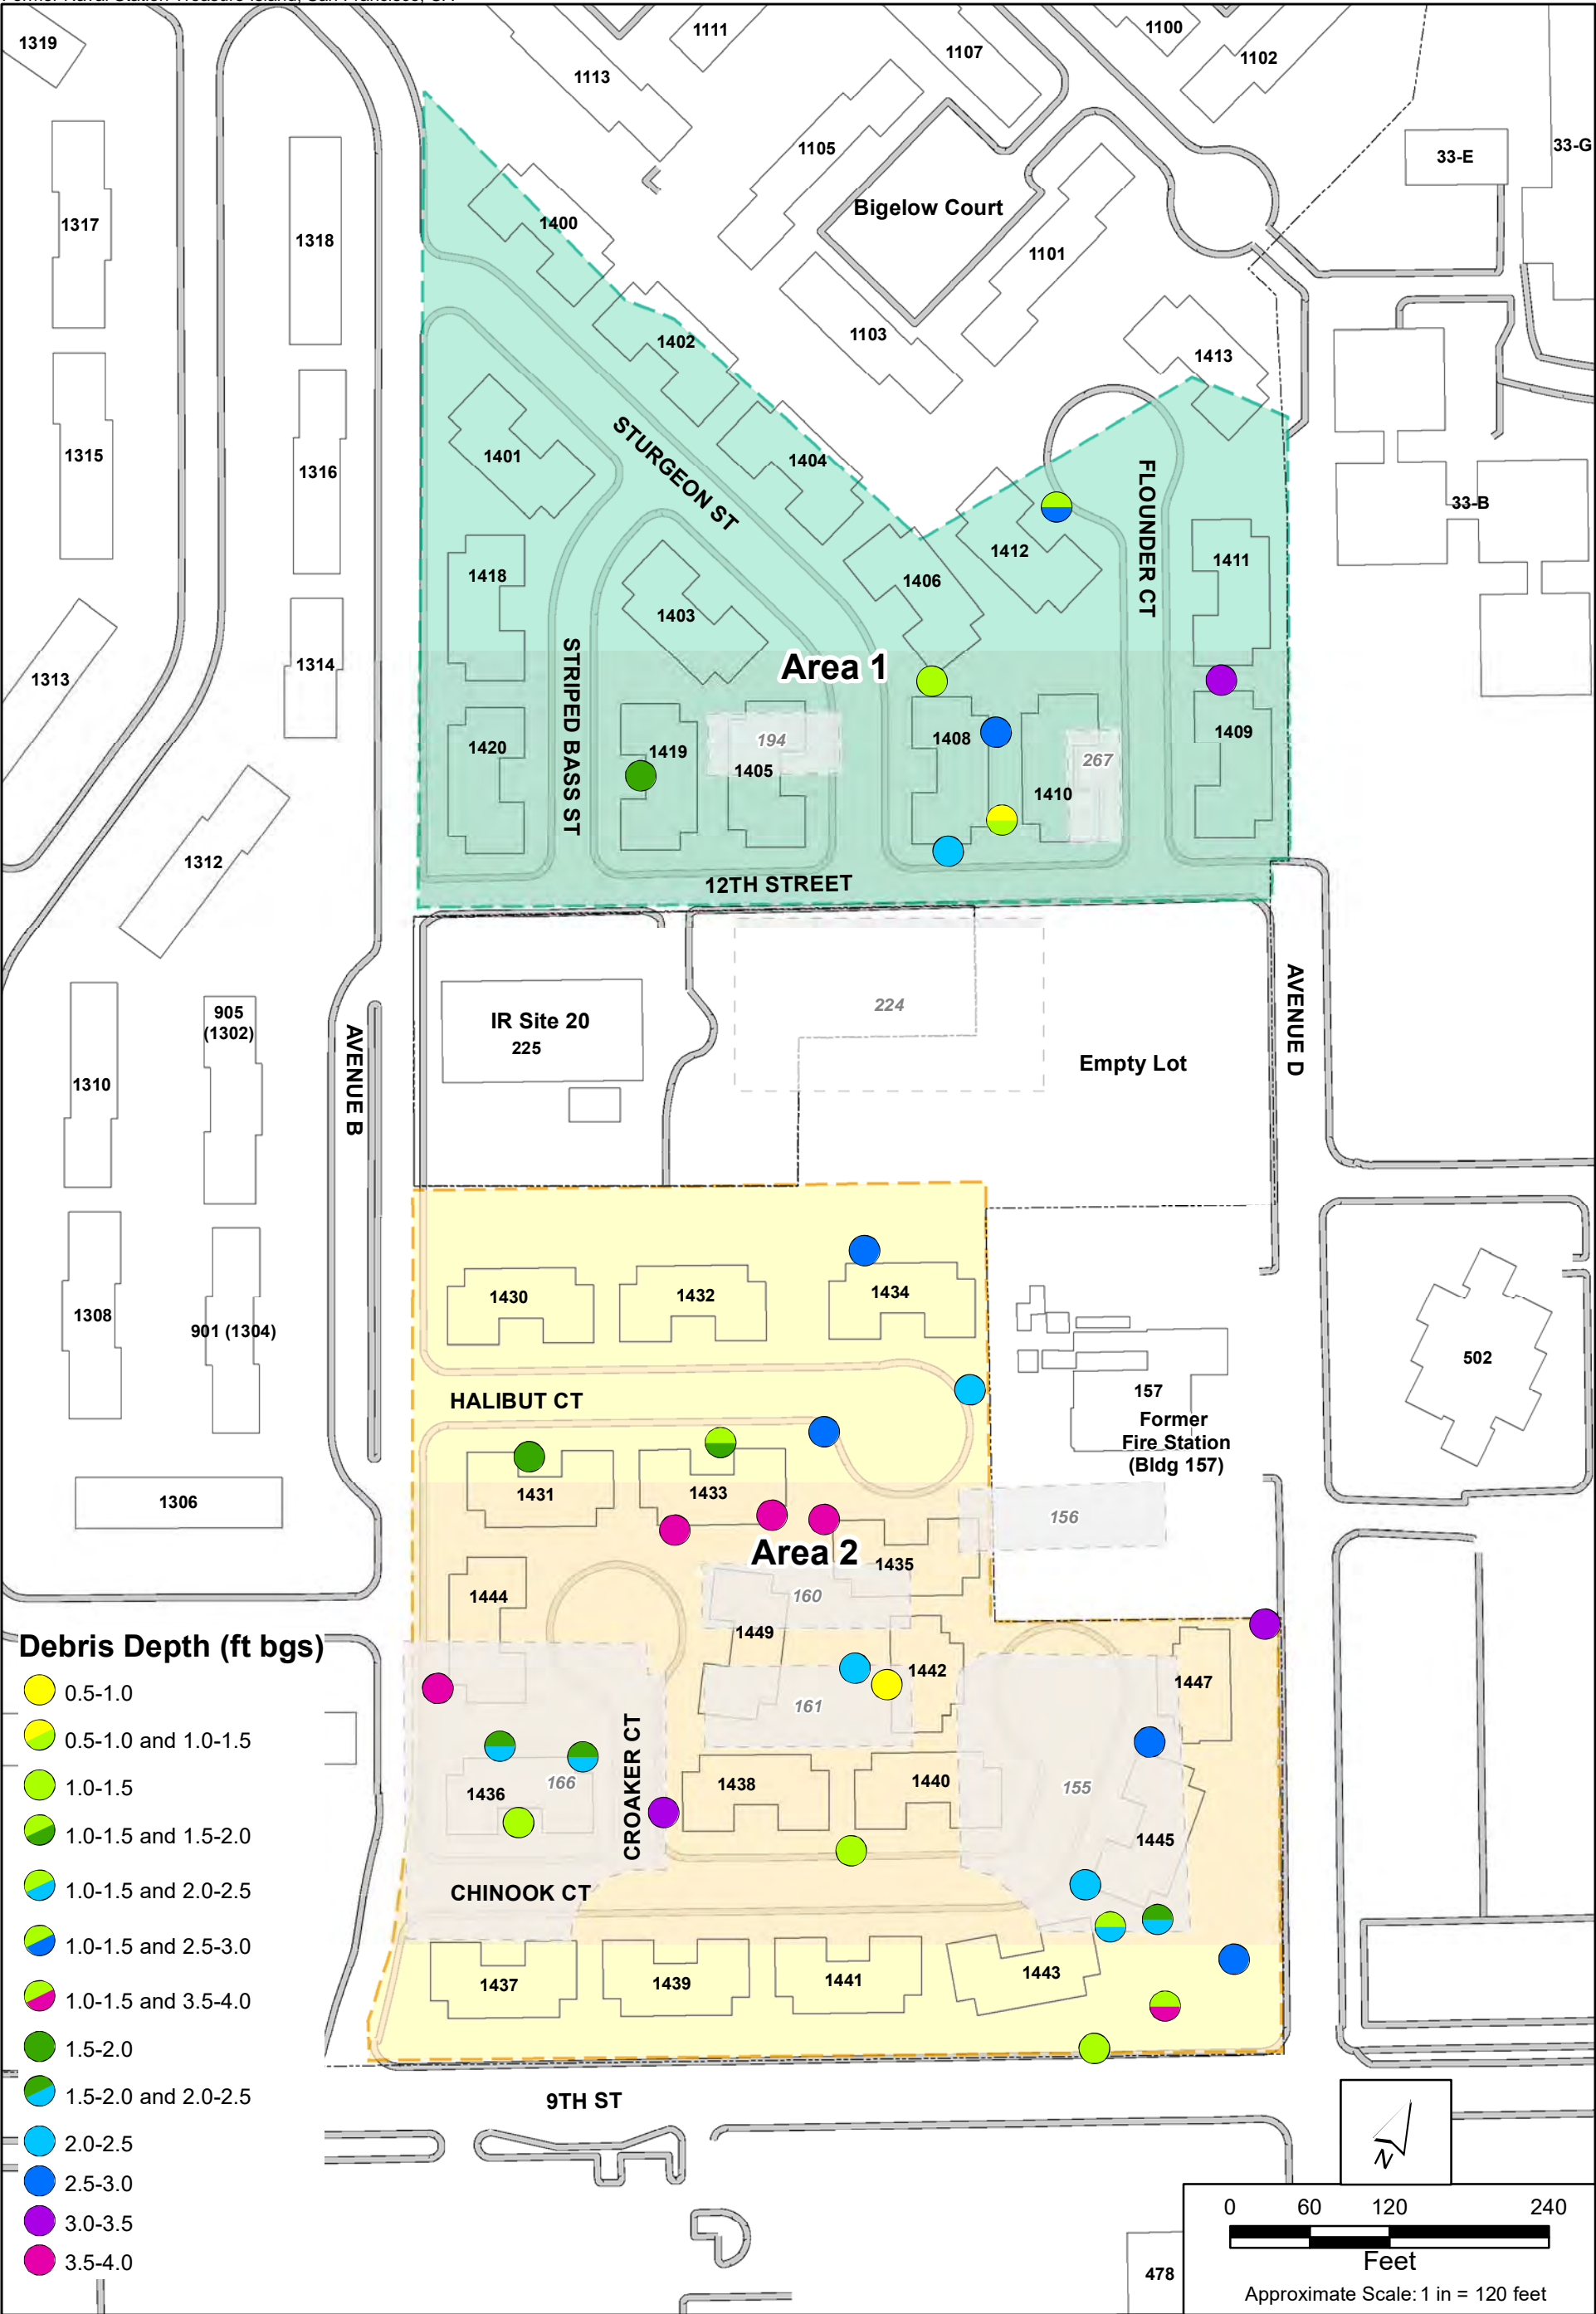 1319
1111
1107
1100
1102
1113
33-E
33-G
1105
1317
1318
1400
Bigelow Court
1101
1402
1103
1413
1315
1316
1401
STURGEON ST
1404
FLOUNDER CT
33-B
1418
1412
1411
1406
1403
1313
1314
STRIPED BASS ST
Area 1
1420
1419
194
1405
1408
267
1410
1409
1312
12TH STREET
AVENUE D
224
IR Site 20
225
Empty Lot
905
(1302)
1310
AVENUE B
1308
901 (1304)
1430
1432
1434
502
157
Former
Fire Station
(Bldg 157)
HALIBUT CT
1306
1431
1433
156
Area 2
1435
1444
160
1449
1442
161
1447
CROAKER CT
1436
166
1438
1440
155
1445
CHINOOK CT
1437
1439
1441
1443
9TH ST
Debris Depth (ft bgs)
0.5-1.0
0.5-1.0 and 1.0-1.5
1.0-1.5
1.0-1.5 and 1.5-2.0
1.0-1.5 and 2.0-2.5
1.0-1.5 and 2.5-3.0
1.0-1.5 and 3.5-4.0
1.5-2.0
1.5-2.0 and 2.0-2.5
2.0-2.5
2.5-3.0
3.0-3.5
3.5-4.0
N
478
0 60 120 240
Feet
Approximate Scale: 1 in = 120 feet